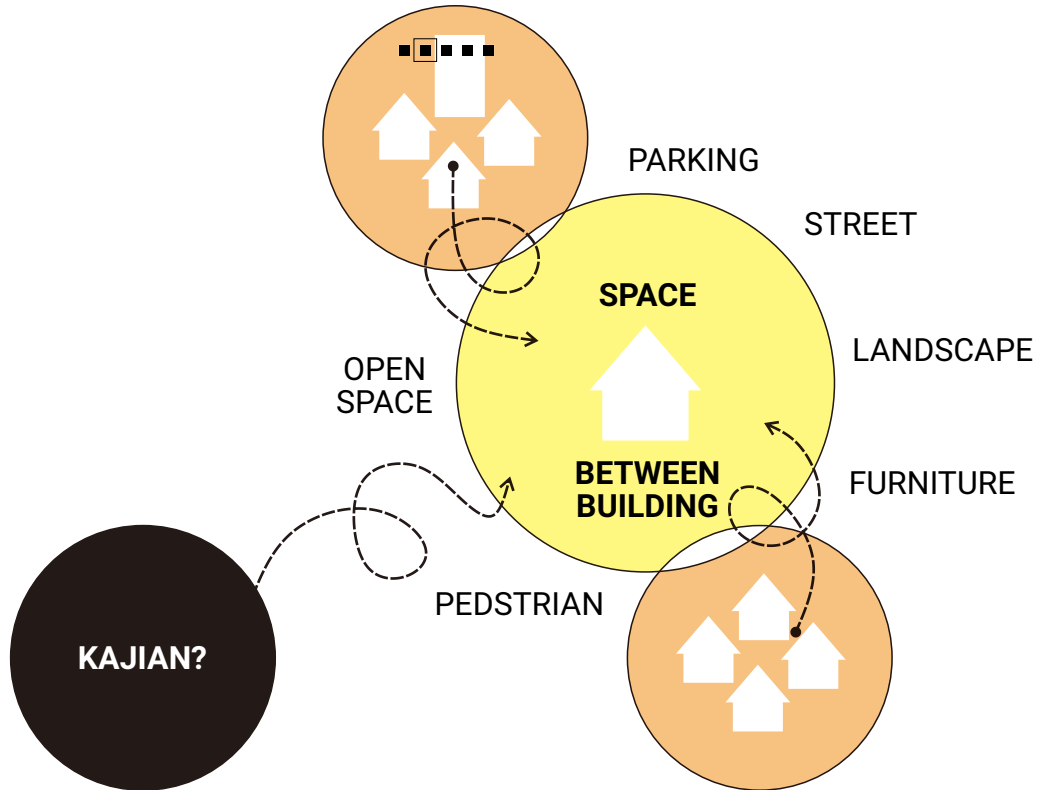 PARKING
STREET
SPACE
LANDSCAPE
OPEN
SPACE
BETWEEN
BUILDING
FURNITURE
PEDSTRIAN
KAJIAN?